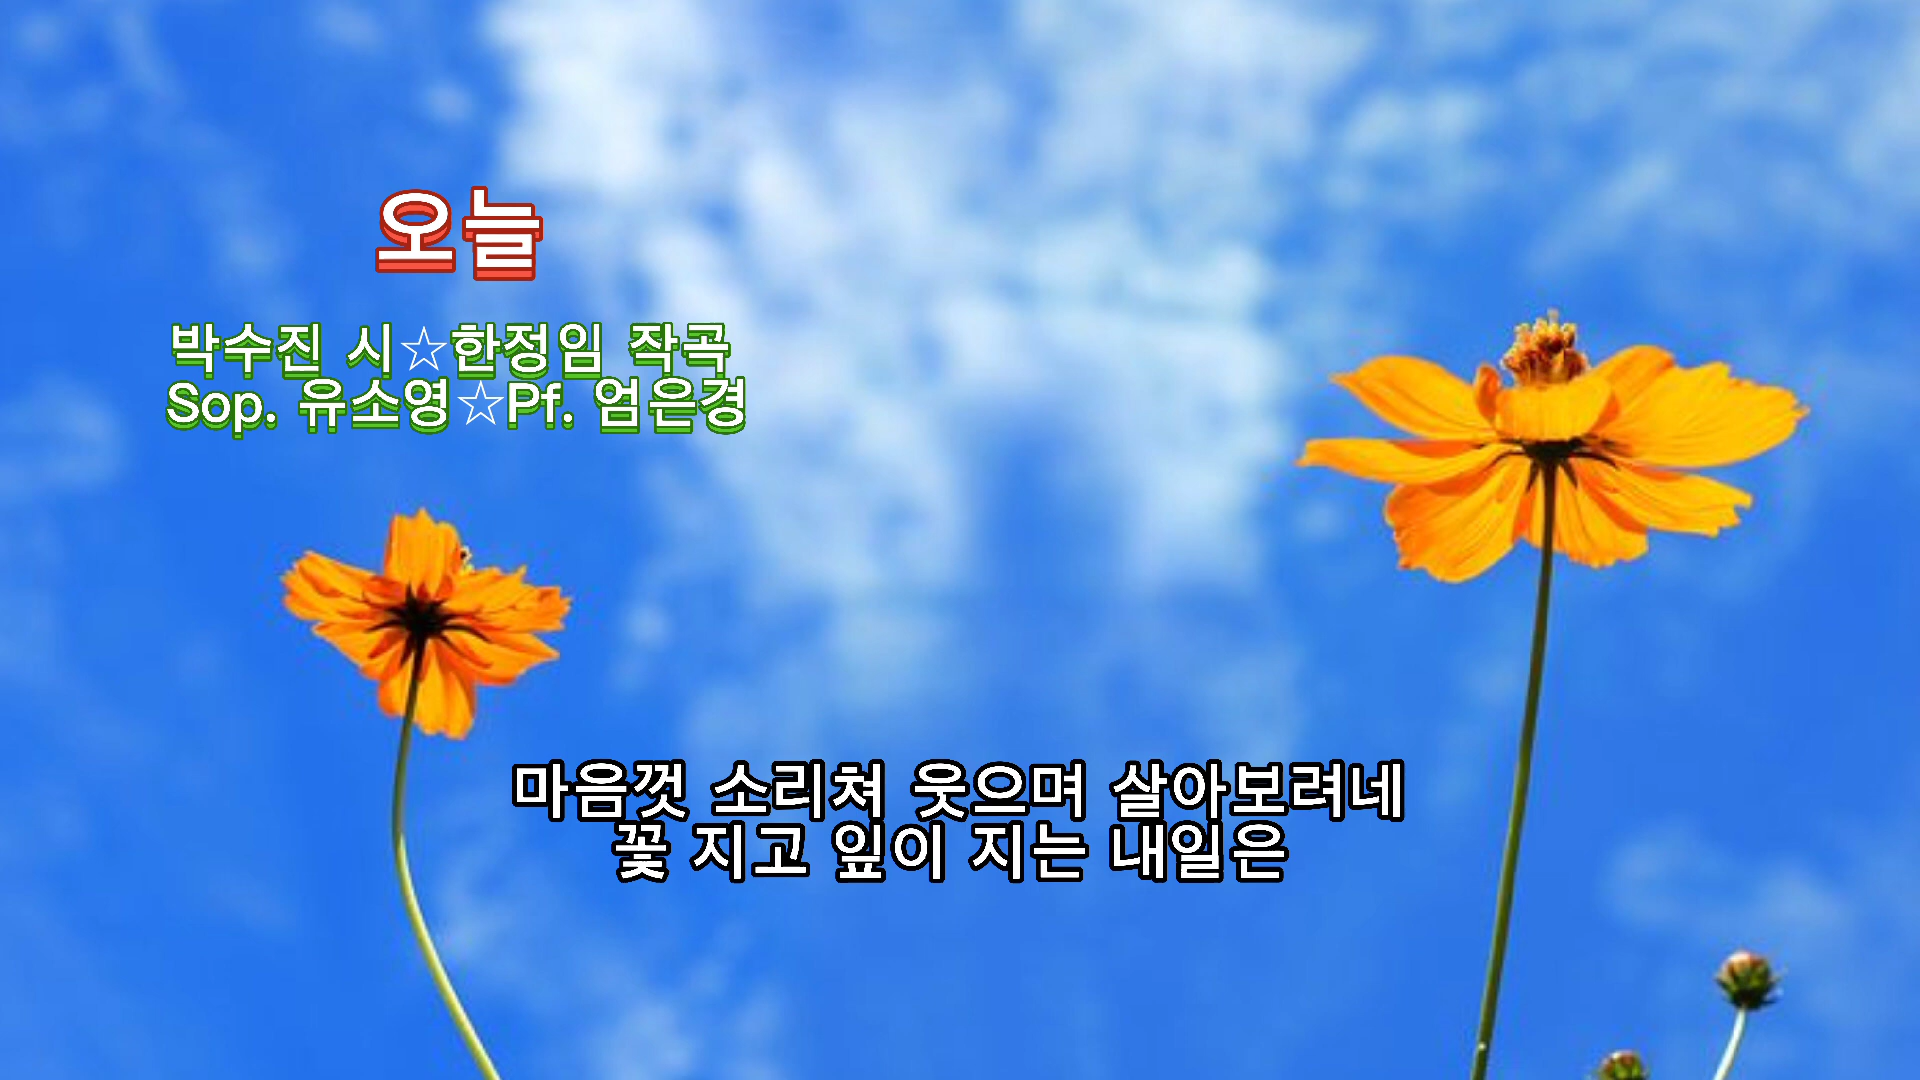 오늘
박수진 시☆한정임 작곡
Sop. 유소영☆Pf. 엄은경
마음껏 소리쳐 웃으며 살아보려네
꽃 지고 잎이 지는 내일은